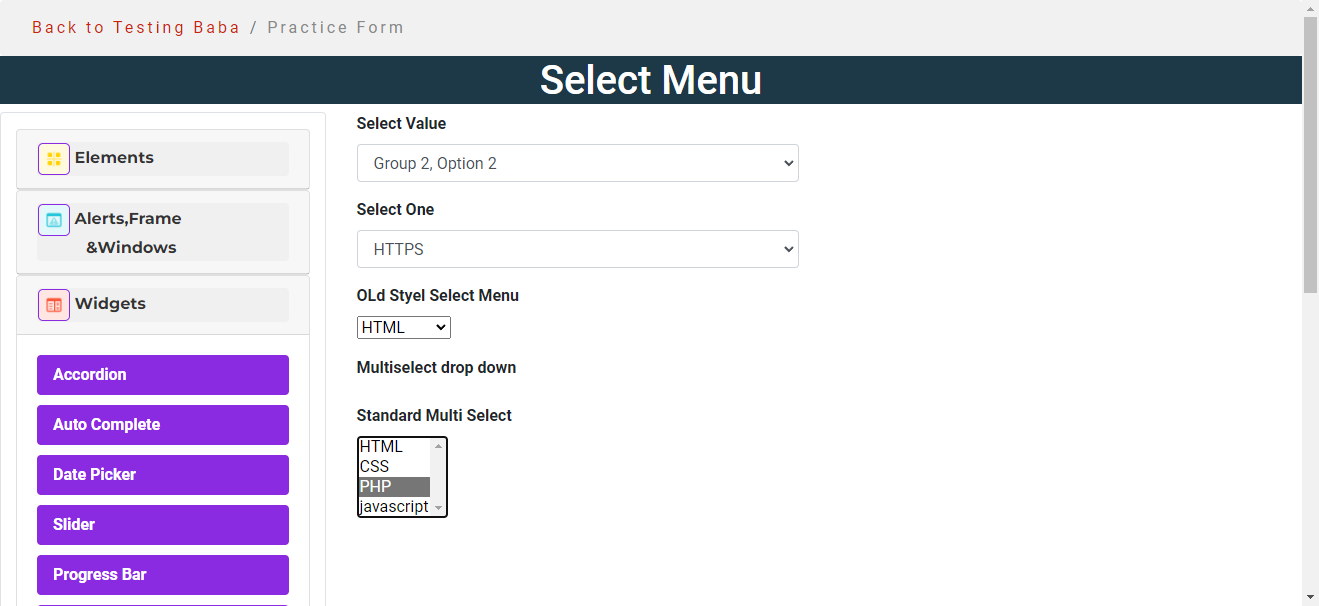 Back to Testing Baba / Practice Form
Select Menu
Elements
Alerts,Frame
&Windows
Widgets
Accordion
Auto Complete
Date Picker
Slider
Progress Bar
Select Value
Group 2, Option 2
Select One
HTTPS
OLd Styel Select Menu
HTML
Multiselect drop down
Standard Multi Select
HTML
CSS
PHP
javascript